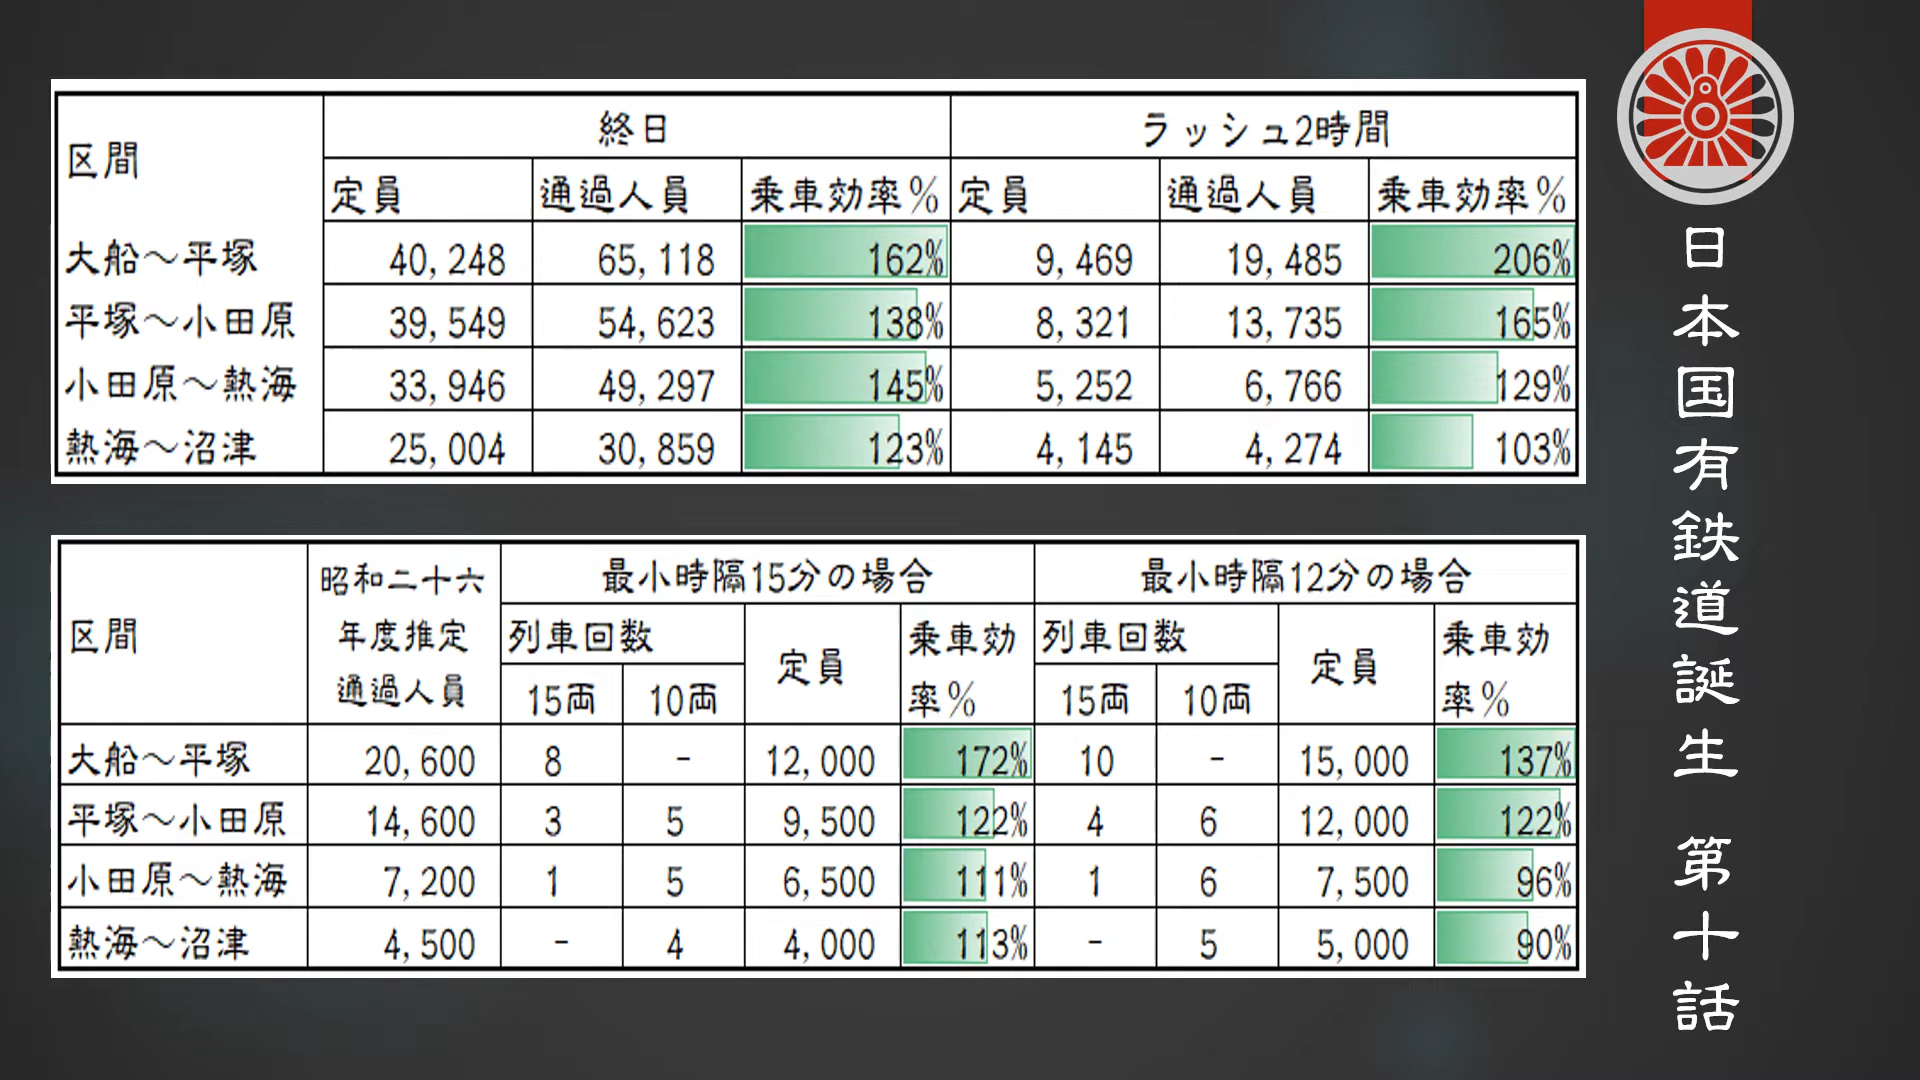 区間 終日 ラッシュ2時間
定員 通過人員 乗車効率% 定員 通過人員 乗車効率%
大船～平塚 40,248 65,118 162% 9,469 19,485 206%
平塚～小田原 39,549 54,623 138% 8,321 13,735 165%
小田原～熱海 33,946 49,297 145% 5,252 6,766 129%
熱海～沼津 25,004 30,859 123% 4,145 4,274 103%
区間 昭和二十六年度推定通過人員 最小時隔15分の場合 最小時隔12分の場合
列車回数 定員 乗車効率% 列車回数 定員 乗車効率%
15両 10両 15両 10両
大船～平塚 20,600 8 - 12,000 172% 10 - 15,000 137%
平塚～小田原 14,600 3 5 9,500 122% 4 6 12,000 122%
小田原～熱海 7,200 1 5 6,500 111% 1 6 7,500 96%
熱海～沼津 4,500 - 4 4,000 113% - 5 5,000 90%
日本国有鉄道誕生 第十話